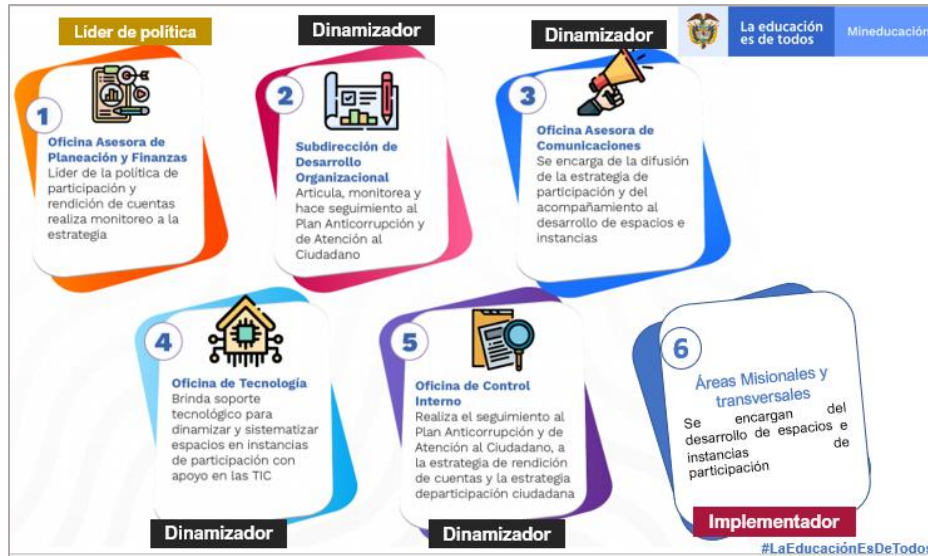 Líder de política
Dinamizador
Dinamizador
La educación
es de todos
Mineducación
1
Oficina Asesora de
Planeación y Finanzas
Líder de la política de
participación y
rendición de cuentas
realiza monitoreo a la
estrategia
2
Subdirección de
Desarrollo
Organizacional
Articula, monitorea y
hace seguimiento al
Plan Anticorrupción y
de Atención al
Ciudadano
3
Oficina Asesora de
Comunicaciones
Se encarga de la difusión
de la estrategia de
participación y del
acompañamiento al
desarrollo de espacios e
instancias
4
Oficina de Tecnología
Brinda soporte
tecnológico para
dinamizar y sistematizar
espacios en instancias
de participación con
apoyo en las TIC
Dinamizador
5
Oficina de Control
Interno
Realiza el seguimiento al
Plan Anticorrupción y de
Atención al Ciudadano, a
la estrategia de rendición
de cuentas y la estrategia
departicipación ciudadana
Dinamizador
6
Áreas Misionales y
transversales
Se encargan del
desarrollo de espacios e
instancias de
participación
Implementador
#LaEducaciónEsDeTodos